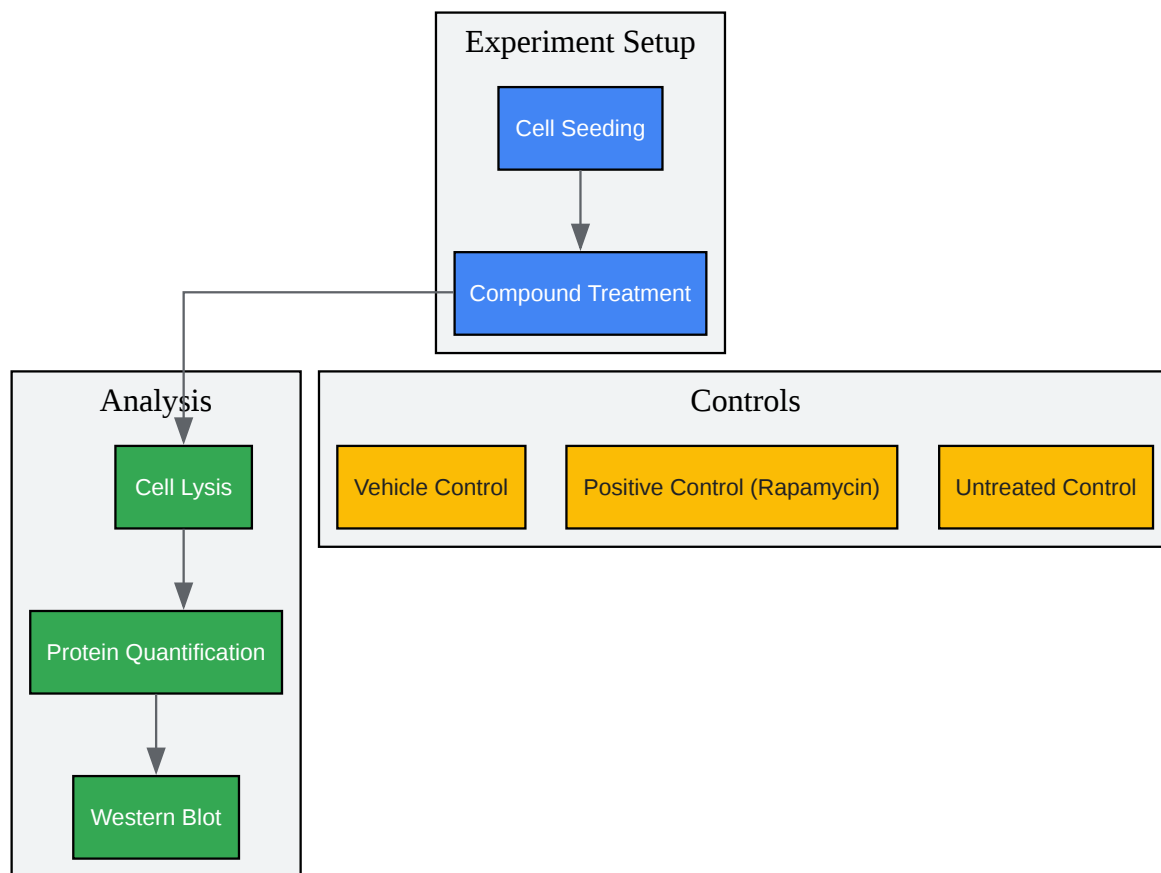 Experiment Setup
Cell Seeding
Compound Treatment
Analysis
Cell Lysis
Protein Quantification
Western Blot
Controls
Vehicle Control
Positive Control (Rapamycin)
Untreated Control